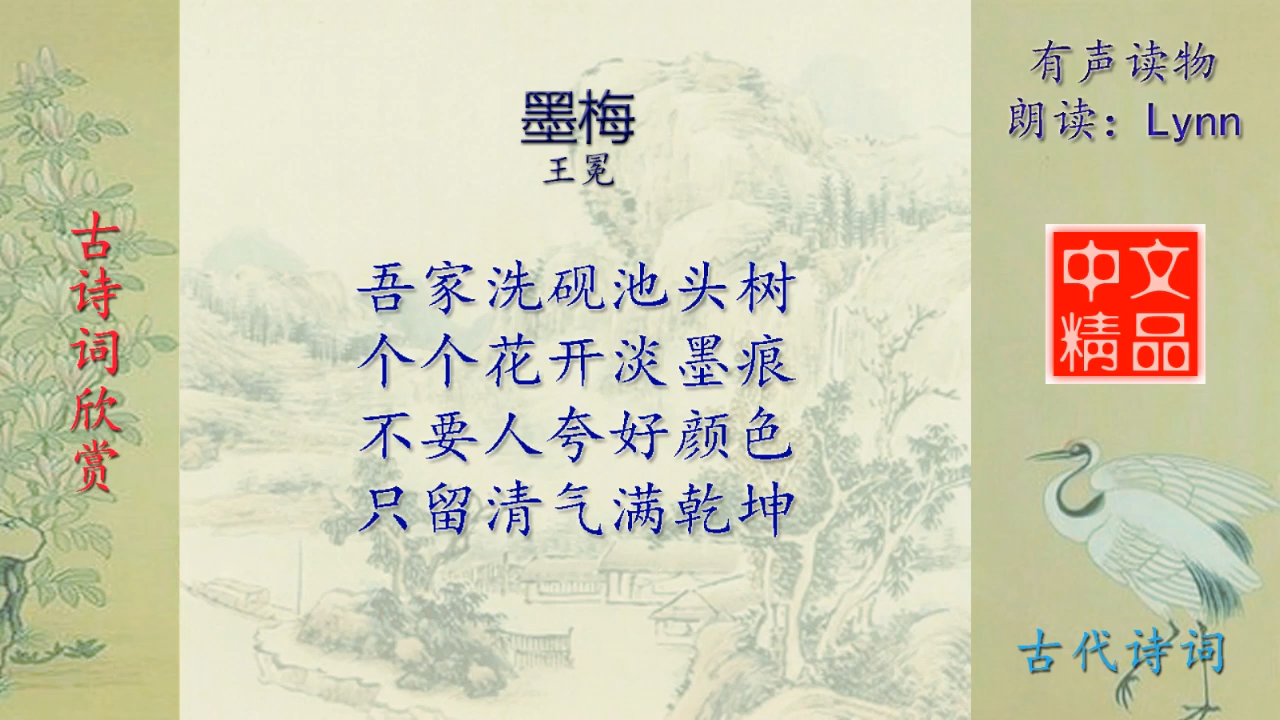 墨梅
王冕
吾家洗砚池头树
个个花开淡墨痕
不要人夸好颜色
只留清气满乾坤
古诗词欣赏
有声读物
朗读：Lynn
中文
精品
古代诗词